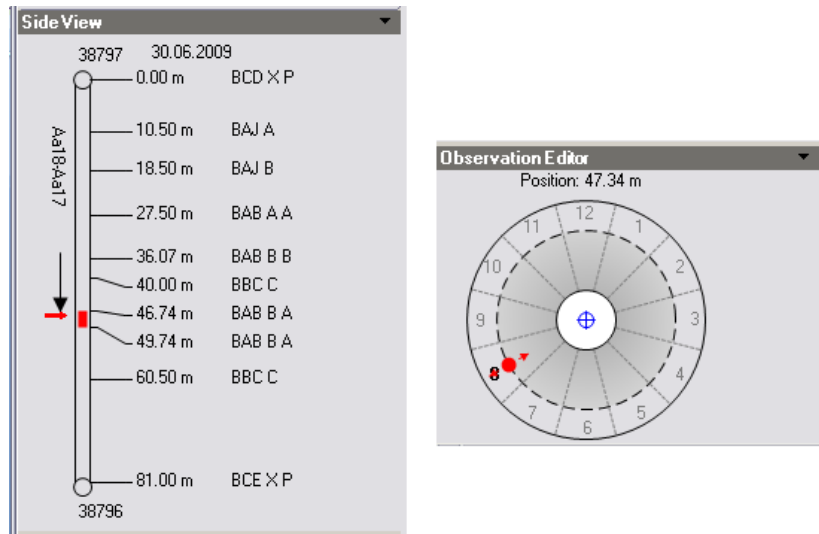 Side View
38797 30.06.2009
0.00 m BCD X P
10.50 m BAJ A
18.50 m BAJ B
27.50 m BAB A A
36.07 m BAB B B
40.00 m BBC C
46.74 m BAB B A
49.74 m BAB B A
60.50 m BBC C
81.00 m BCE X P
38796
Aa18-Aa17
Observation Editor
Position: 47.34 m
12
1
2
3
4
5
6
7
8
9
10
11